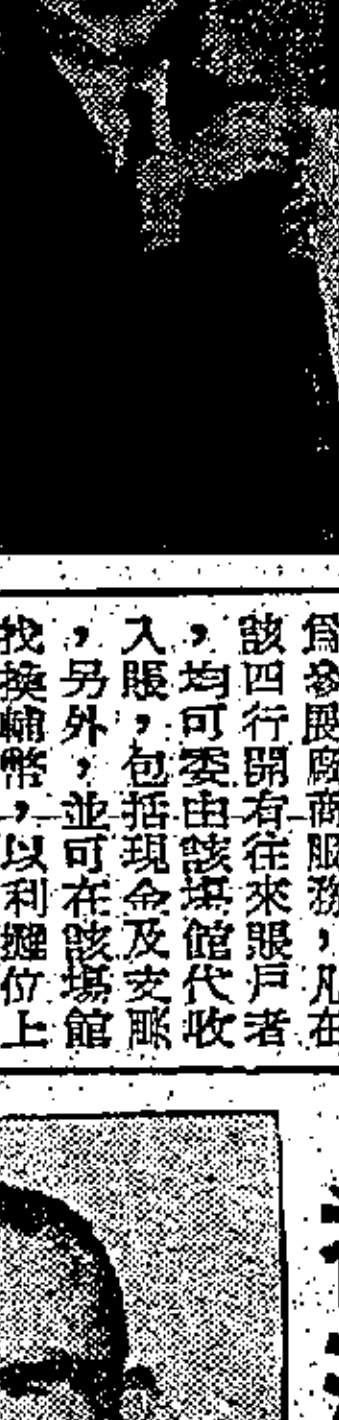 爲參展廠商服務，凡在
該四行開有往來賬戶者
，均可委由該場館代收
入賬，包括現金及支票
，另外，並可在該場館
找換輔幣，以利攤位上